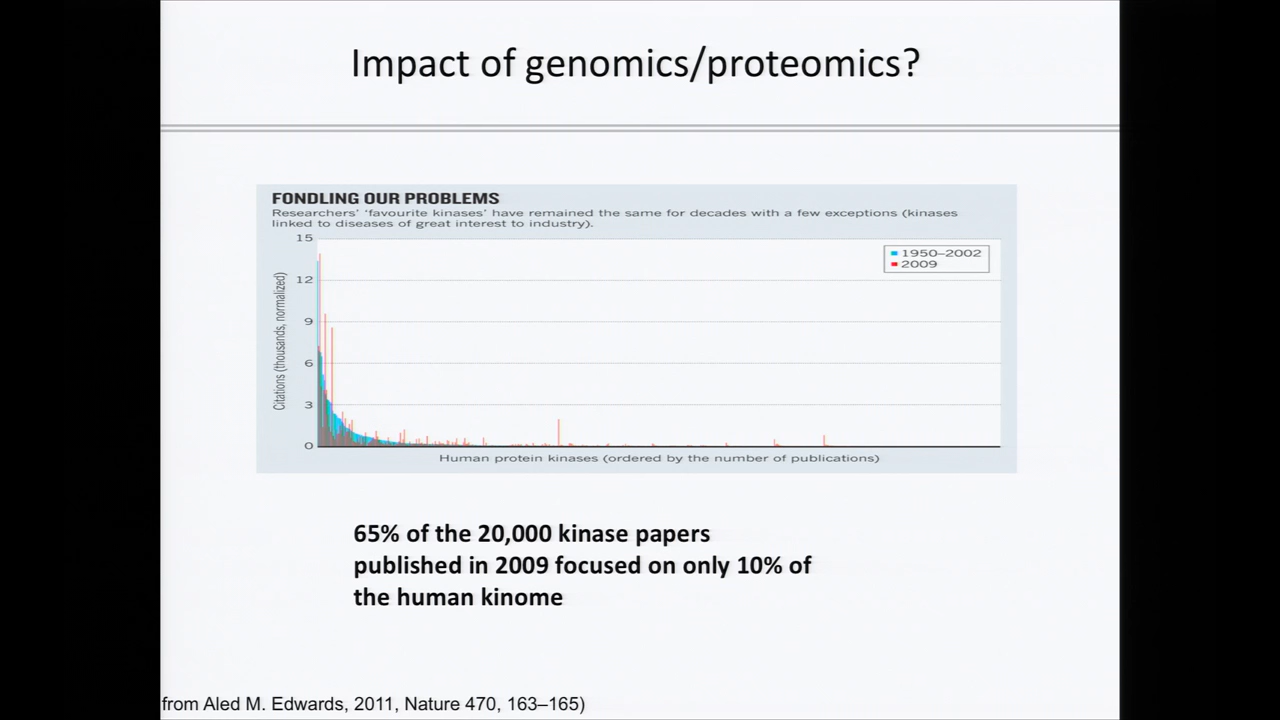 Impact of genomics/proteomics?
FONDLING OUR PROBLEMS
Researchers' 'favourite kinases' have remained the same for decades with a few exceptions (kinases
linked to diseases of great interest to industry).
15
12
9
6
3
0
Citations (thousands, normalized)
1950–2002
2009
Human protein kinases (ordered by the number of publications)
65% of the 20,000 kinase papers
published in 2009 focused on only 10% of
the human kinome
from Aled M. Edwards, 2011, Nature 470, 163–165)